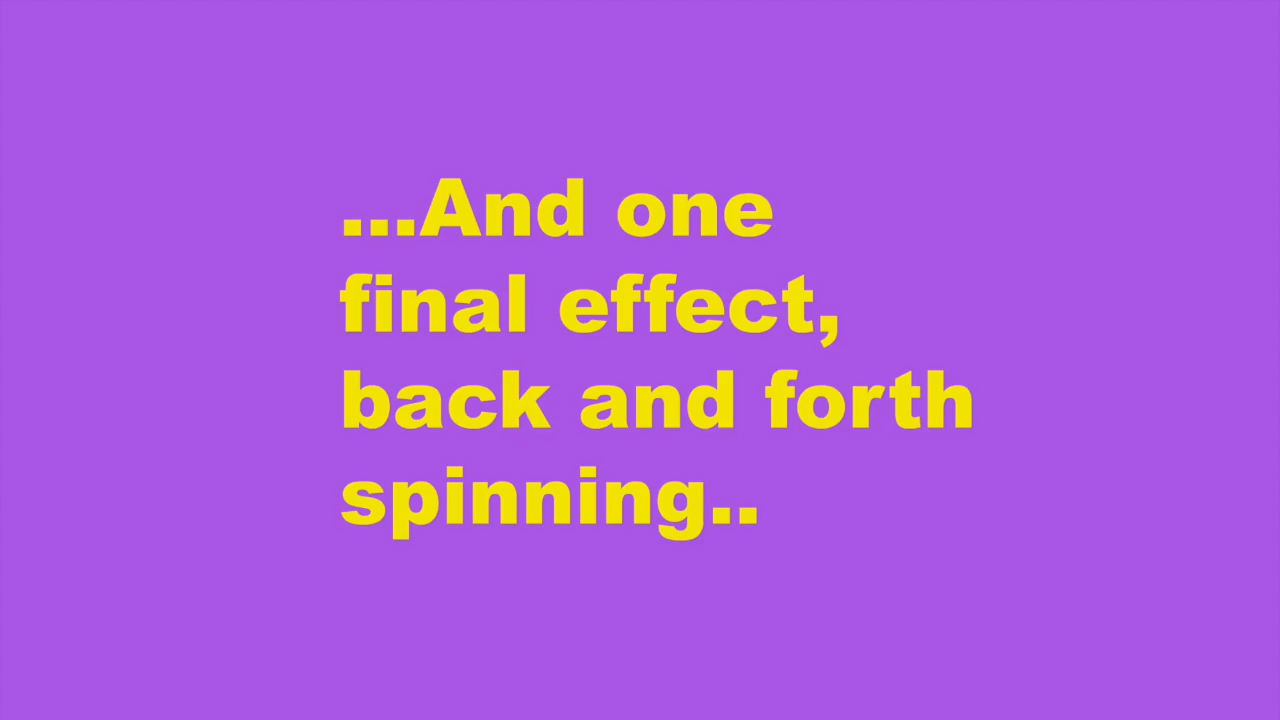 ...And one
final effect,
back and forth
spinning..